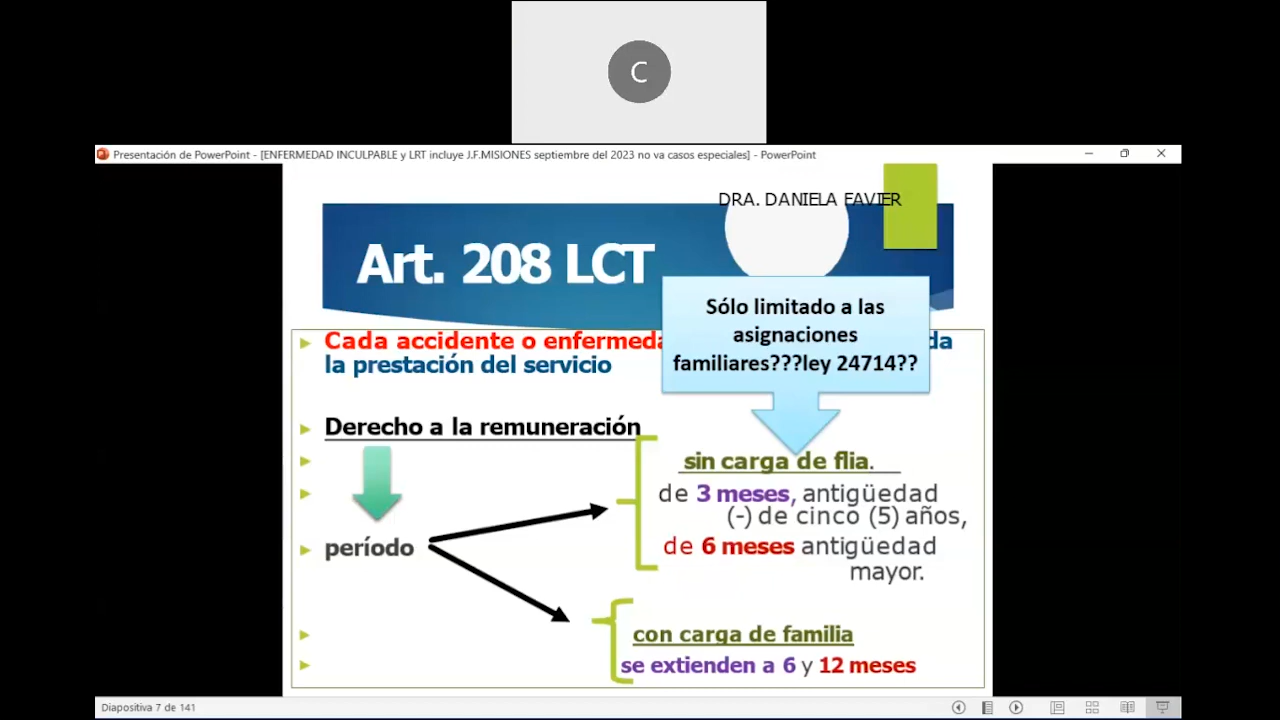 C
Presentación de PowerPoint - [ENFERMEDAD INCULPABLE y LRT incluye J.F.MISIONES septiembre del 2023 no va casos especiales] - PowerPoint
DRA. DANIELA FAVIER
Art. 208 LCT
Sólo limitado a las
asignaciones
familiares???ley 24714??
Cada accidente o enfermeda
da
la prestación del servicio
Derecho a la remuneración
sin carga de flia.
de 3 meses, antigüedad
(-) de cinco (5) años,
período
de 6 meses antigüedad
mayor.
con carga de familia
se extienden a 6 y 12 meses
Diapositiva 7 de 141